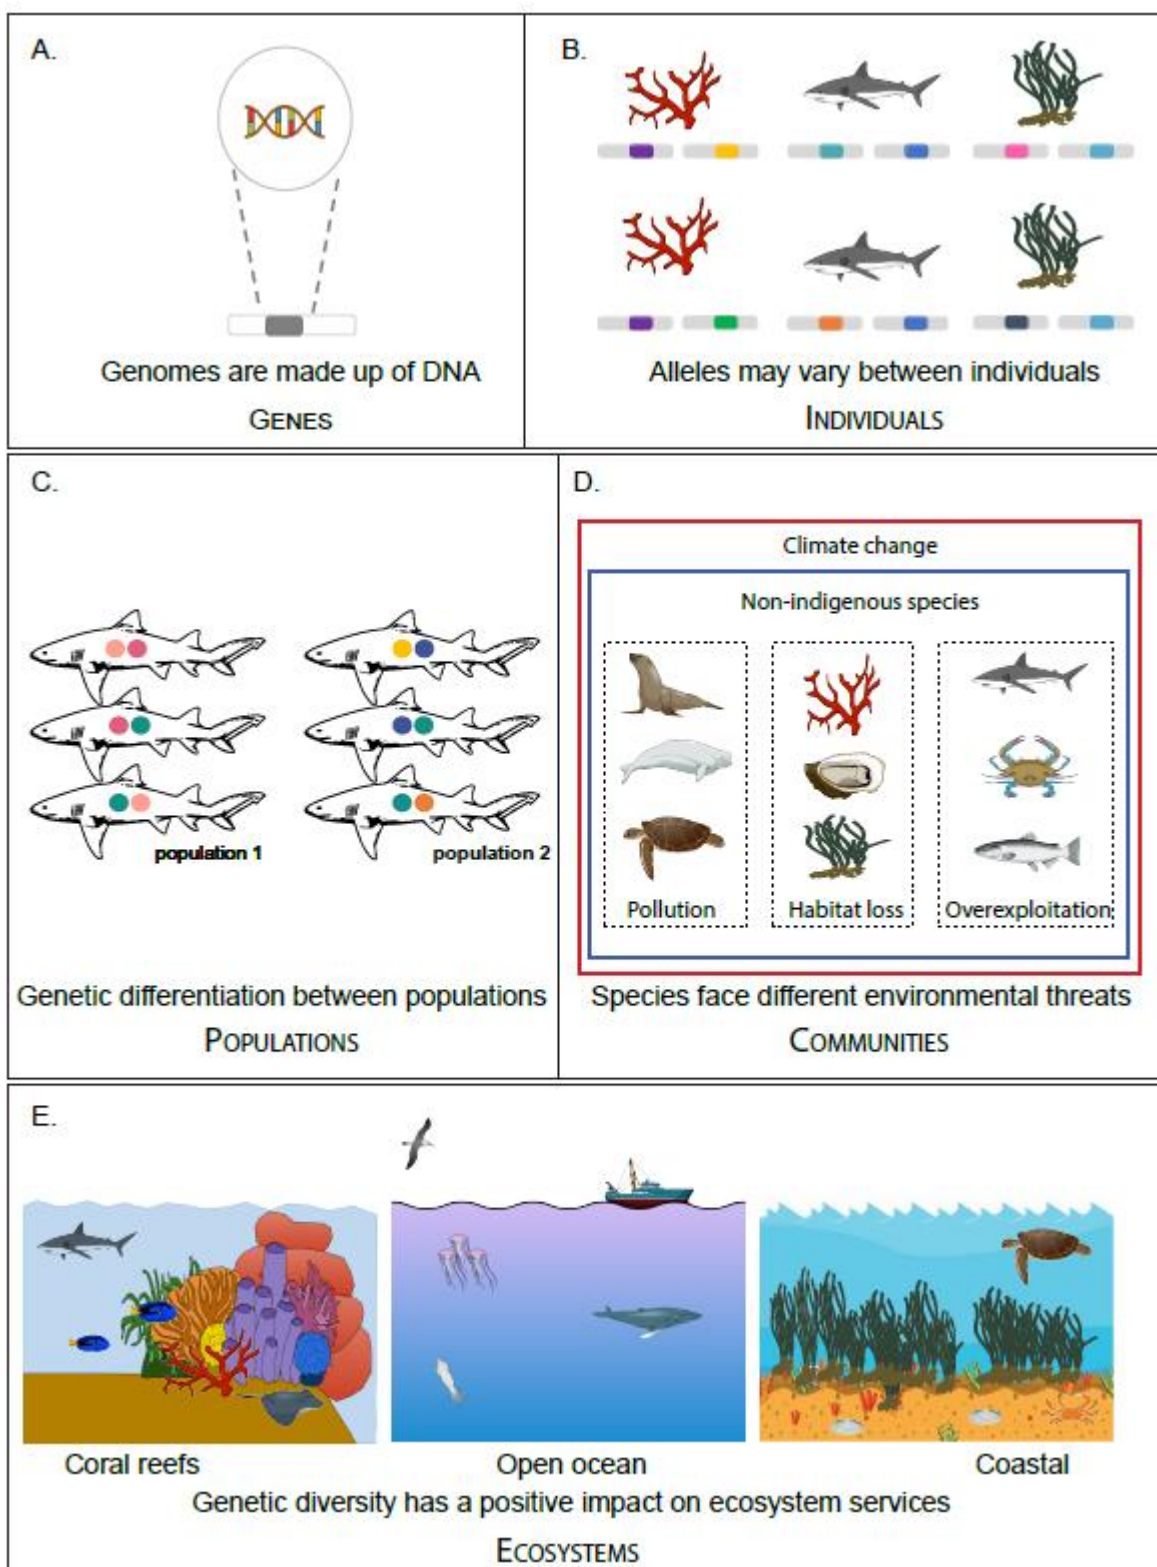 A.
Genomes are made up of DNA
GENES
B.
Alleles may vary between individuals
INDIVIDUALS
C.
population 1
population 2
Genetic differentiation between populations
POPULATIONS
D.
Climate change
Non-indigenous species
Pollution
Habitat loss
Overexploitation
Species face different environmental threats
COMMUNITIES
E.
Coral reefs
Open ocean
Coastal
Genetic diversity has a positive impact on ecosystem services
ECOSYSTEMS